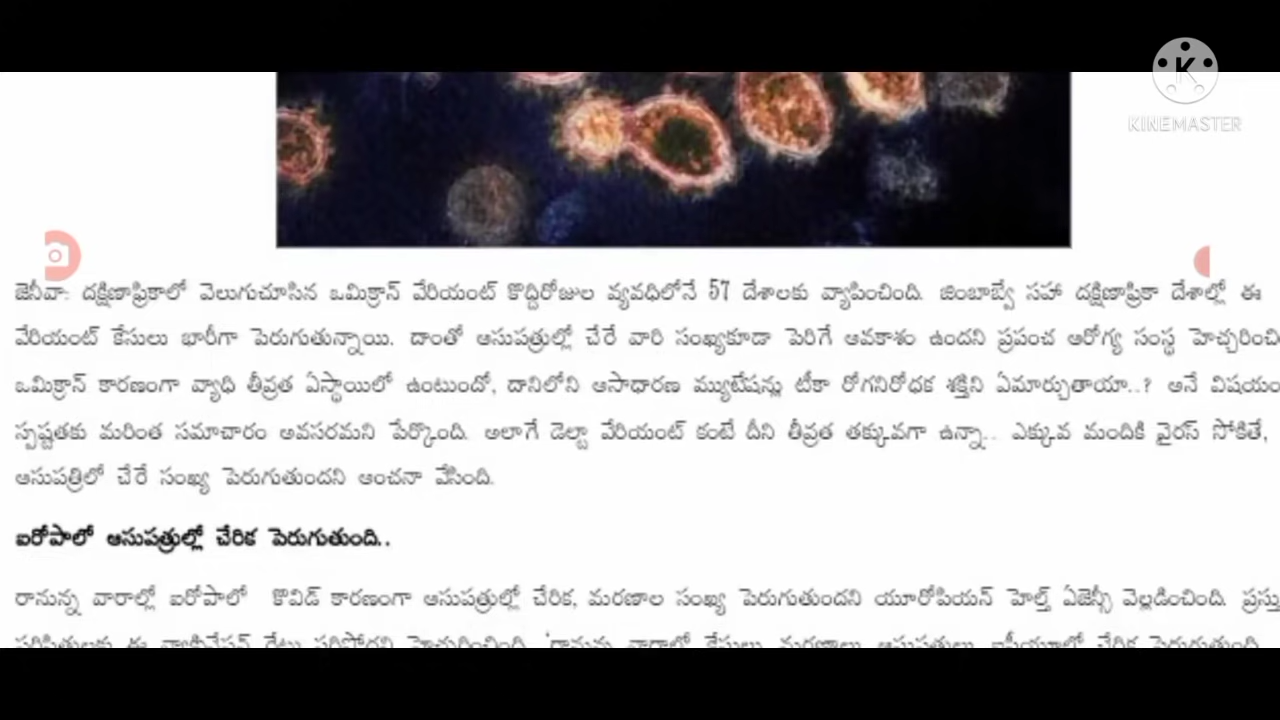 KINEMASTER
జెనీవా: దక్షిణాఫ్రికాలో వెలుగుచూసిన ఒమిక్రాన్ వేరియంట్ కొద్దిరోజుల వ్యవధిలోనే 57 దేశాలకు వ్యాపించింది. జింబాబ్వే సహా దక్షిణాఫ్రికా దేశాల్లో ఈ
వేరియంట్ కేసులు భారీగా పెరుగుతున్నాయి. దాంతో ఆసుపత్రుల్లో చేరే వారి సంఖ్యకూడా పెరిగే అవకాశం ఉందని ప్రపంచ ఆరోగ్య సంస్థ హెచ్చరించి
ఒమిక్రాన్ కారణంగా వ్యాధి తీవ్రత ఏస్థాయిలో ఉంటుందో, దానిలోని అసాధారణ మ్యుటేషన్లు టీకా రోగనిరోధక శక్తిని ఏమార్చుతాయా..? అనే విషయం
స్పష్టతకు మరింత సమాచారం అవసరమని పేర్కొంది. అలాగే డెల్టా వేరియంట్ కంటే దీని తీవ్రత తక్కువగా ఉన్నా.. ఎక్కువ మందికి వైరస్ సోకితే,
ఆసుపత్రిలో చేరే సంఖ్య పెరుగుతుందని అంచనా వేసింది.
ఐరోపాలో ఆసుపత్రుల్లో చేరిక పెరుగుతుంది..
రానున్న వారాల్లో ఐరోపాలో కొవిడ్ కారణంగా ఆసుపత్రుల్లో చేరిక, మరణాల సంఖ్య పెరుగుతుందని యూరోపియన్ హెల్త్ ఏజెన్సీ వెల్లడించింది. ప్రస్తు